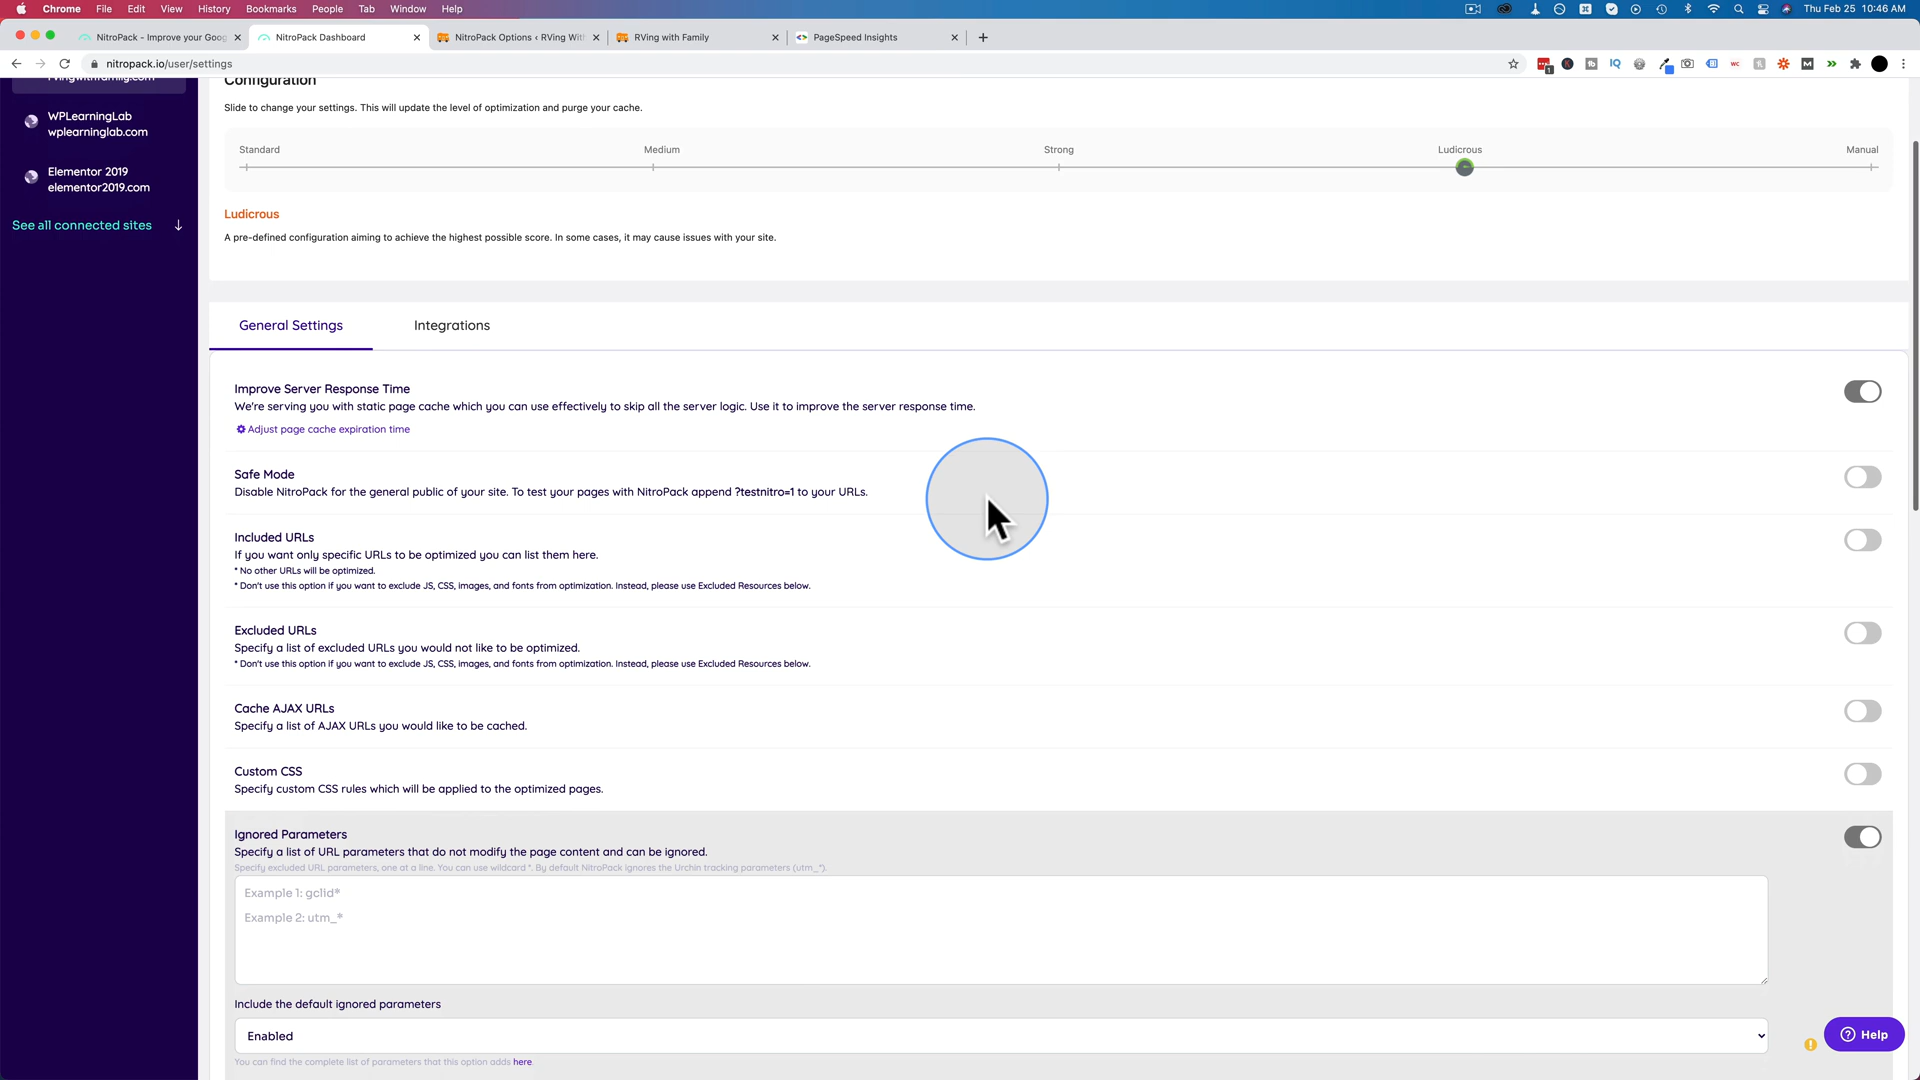 Chrome File Edit View History Bookmarks People Tab Window Help Thu Feb 25 10:46 AM
NitroPack - Improve your Goog NitroPack Dashboard NitroPack Options ‹ RVing With RVing with Family PageSpeed Insights
nitropack.io/user/settings
rvingwithfamily.com
WPLearningLab
wplearninglab.com
Elementor 2019
elementor2019.com
See all connected sites
Configuration
Slide to change your settings. This will update the level of optimization and purge your cache.
Standard Medium Strong Ludicrous Manual
Ludicrous
A pre-defined configuration aiming to achieve the highest possible score. In some cases, it may cause issues with your site.
General Settings Integrations
Improve Server Response Time
We're serving you with static page cache which you can use effectively to skip all the server logic. Use it to improve the server response time.
Adjust page cache expiration time
Safe Mode
Disable NitroPack for the general public of your site. To test your pages with NitroPack append ?testnitro=1 to your URLs.
Included URLs
If you want only specific URLs to be optimized you can list them here.
* No other URLs will be optimized.
* Don't use this option if you want to exclude JS, CSS, images, and fonts from optimization. Instead, please use Excluded Resources below.
Excluded URLs
Specify a list of excluded URLs you would not like to be optimized.
* Don't use this option if you want to exclude JS, CSS, images, and fonts from optimization. Instead, please use Excluded Resources below.
Cache AJAX URLs
Specify a list of AJAX URLs you would like to be cached.
Custom CSS
Specify custom CSS rules which will be applied to the optimized pages.
Ignored Parameters
Specify a list of URL parameters that do not modify the page content and can be ignored.
Specify excluded URL parameters, one at a line. You can use wildcard *. By default NitroPack ignores the Urchin tracking parameters (utm_*).
Example 1: gclid*
Example 2: utm_*
Include the default ignored parameters
Enabled
You can find the complete list of parameters that this option adds here.
Help